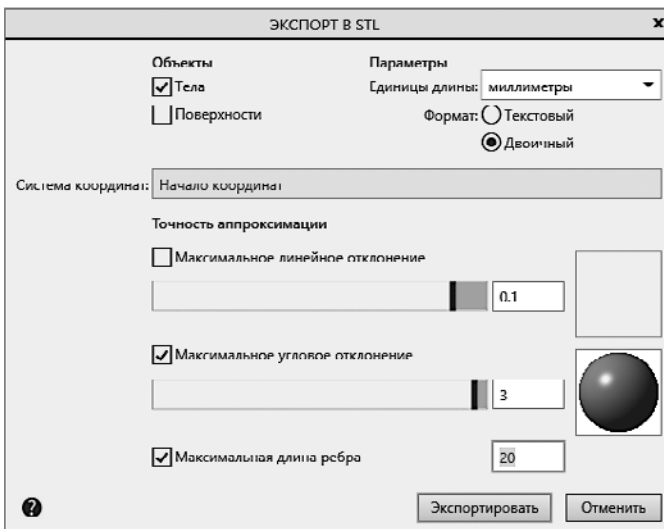 ЭКСПОРТ В STL x
Объекты Параметры
Тела Единицы длины: миллиметры
Поверхности Формат: Текстовый
Двоичный
Система координат: Начало координат
Точность аппроксимации
Максимальное линейное отклонение
0.1
Максимальное угловое отклонение
3
Максимальная длина ребра 20
? Экспортировать Отменить